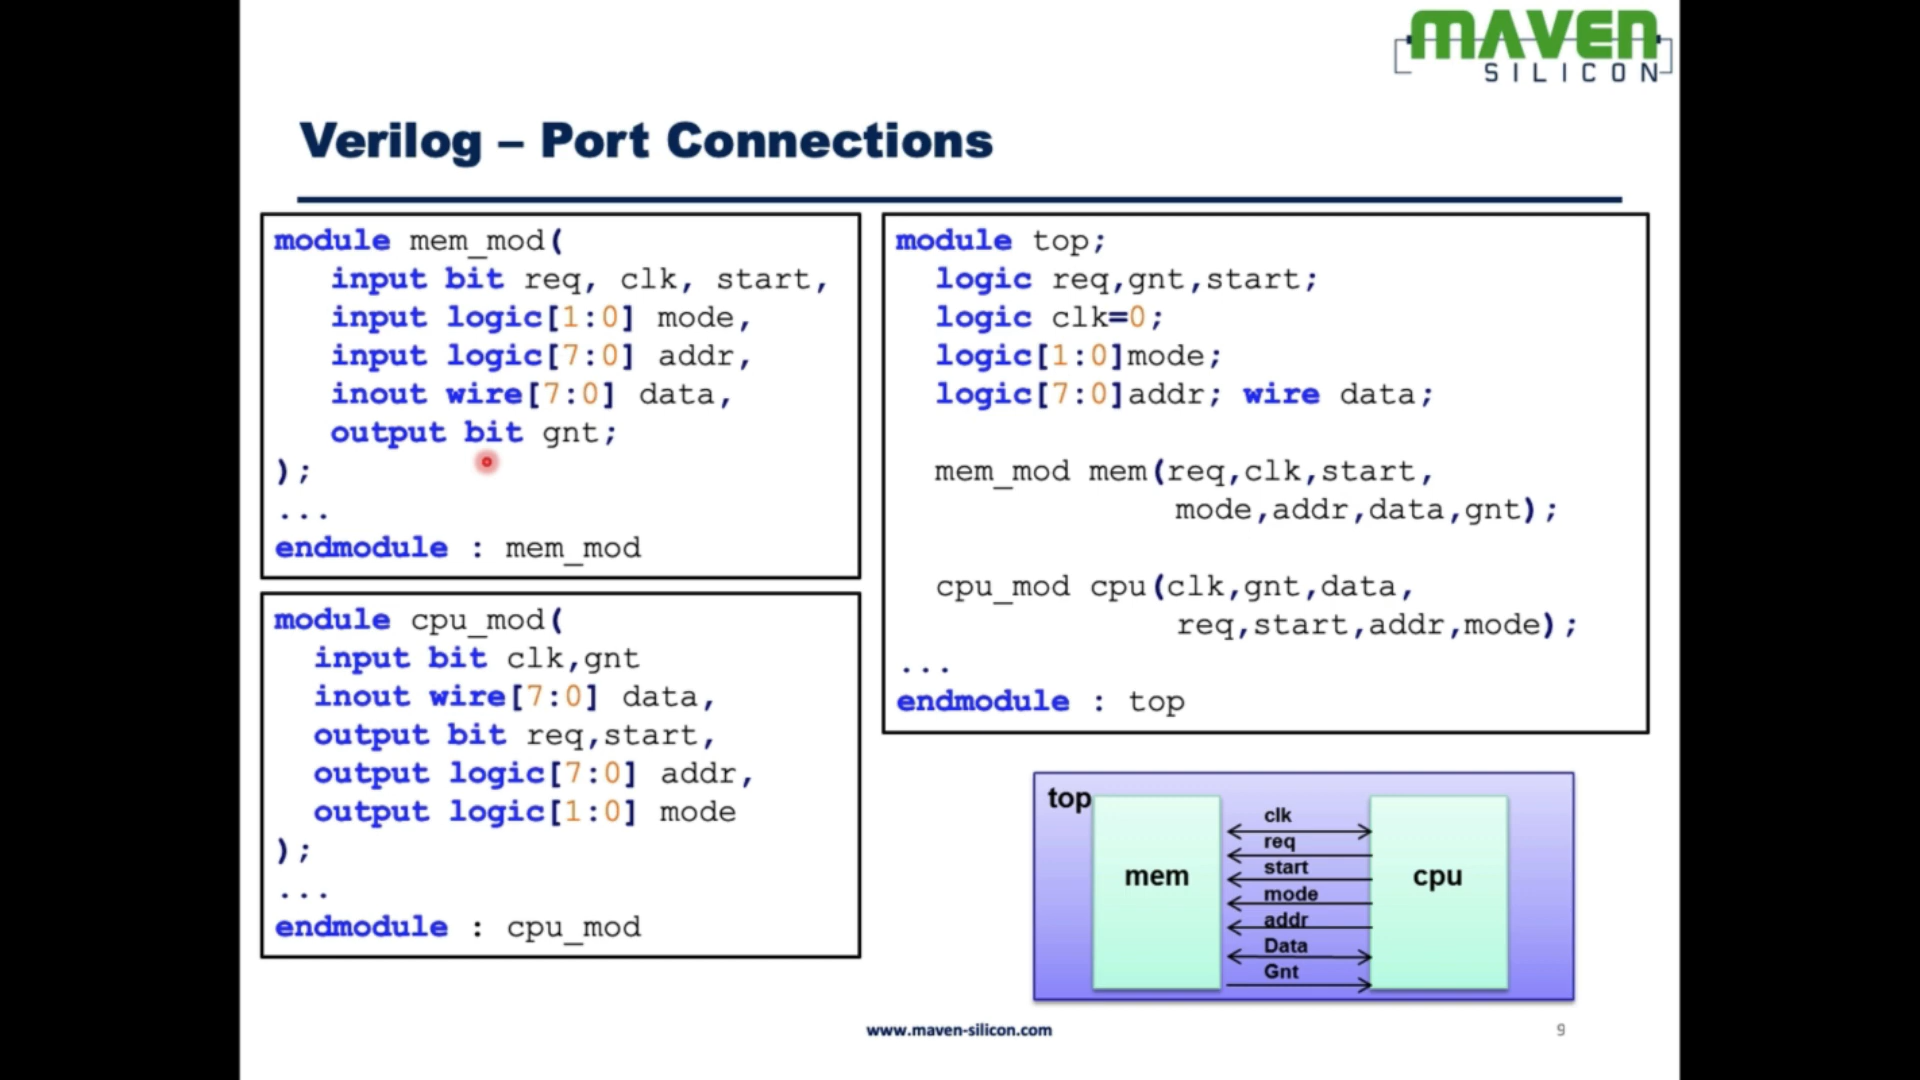 MAVEN
SILICON
Verilog – Port Connections
module mem_mod(
input bit req, clk, start,
input logic[1:0] mode,
input logic[7:0] addr,
inout wire[7:0] data,
output bit gnt;
);
...
endmodule : mem_mod
module cpu_mod(
input bit clk,gnt
inout wire[7:0] data,
output bit req,start,
output logic[7:0] addr,
output logic[1:0] mode
);
...
endmodule : cpu_mod
module top;
logic req,gnt,start;
logic clk=0;
logic[1:0]mode;
logic[7:0]addr; wire data;
mem_mod mem(req,clk,start,
mode,addr,data,gnt);
cpu_mod cpu(clk,gnt,data,
req,start,addr,mode);
...
endmodule : top
top
mem
clk
req
start
mode
addr
Data
Gnt
cpu
www.maven-silicon.com
9